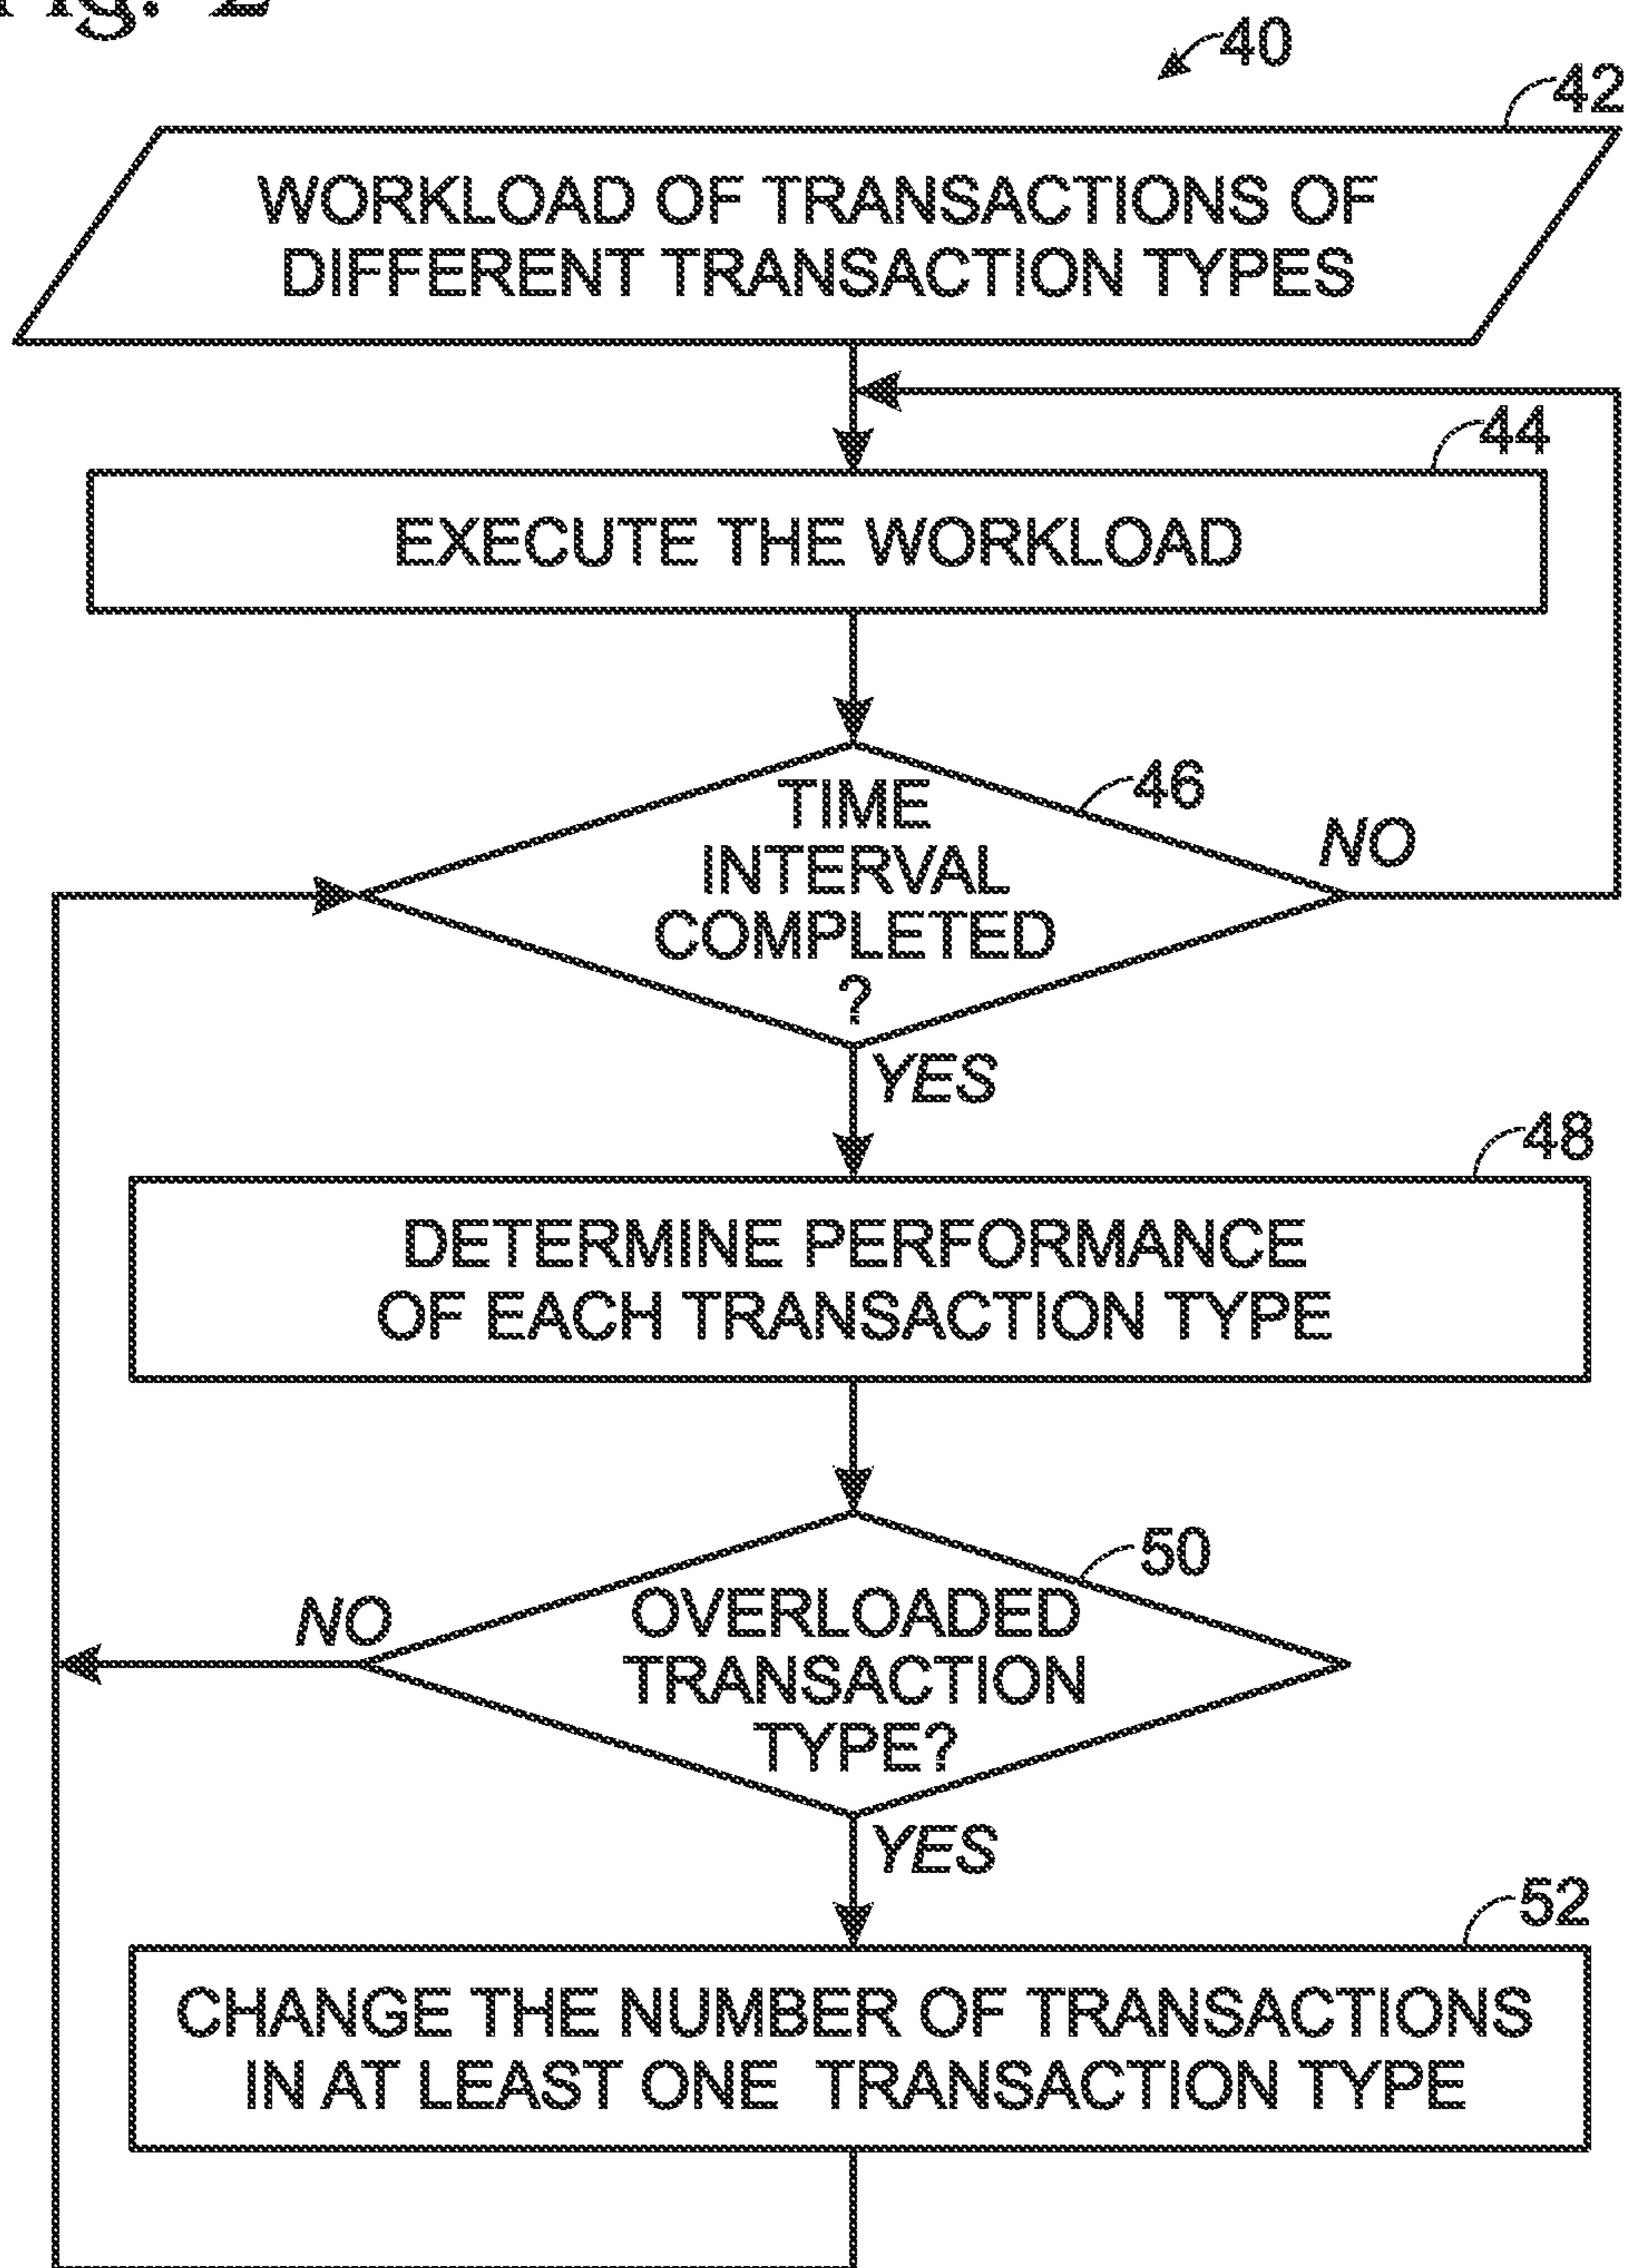 Fig. 2
40
42
WORKLOAD OF TRANSACTIONS OF
DIFFERENT TRANSACTION TYPES
44
EXECUTE THE WORKLOAD
46
TIME
INTERVAL
COMPLETED
?
NO
YES
48
DETERMINE PERFORMANCE
OF EACH TRANSACTION TYPE
50
OVERLOADED
TRANSACTION
TYPE?
NO
YES
52
CHANGE THE NUMBER OF TRANSACTIONS
IN AT LEAST ONE TRANSACTION TYPE